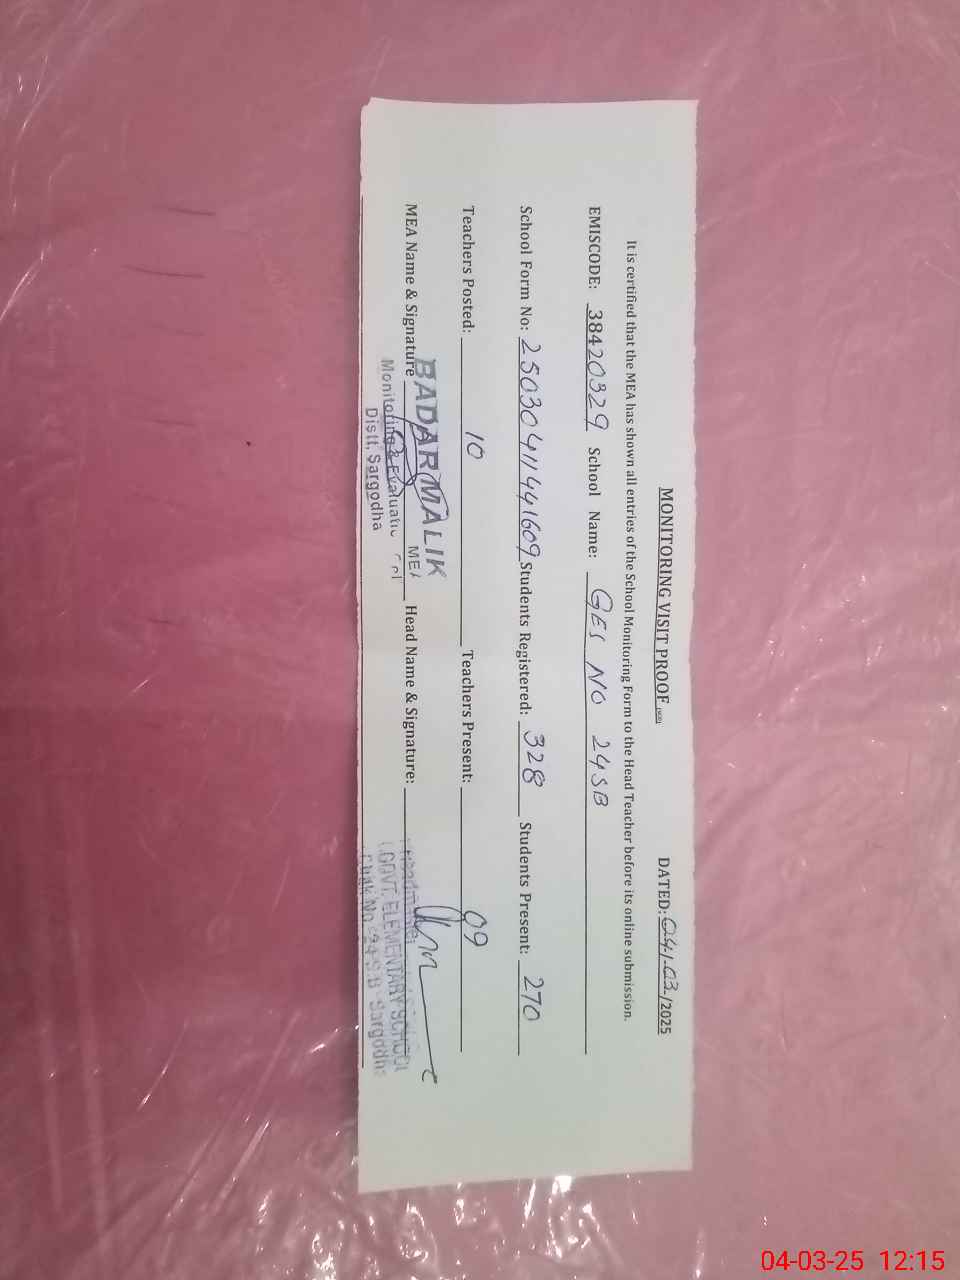 MONITORING VISIT PROOF (SED) DATED: 04/03/2025
It is certified that the MEA has shown all entries of the School Monitoring Form to the Head Teacher before its online submission.
EMISCODE: 38420329 School Name: GES NO 24SB
School Form No: 250304114441609 Students Registered: 328 Students Present: 270
Teachers Posted: 10 Teachers Present: 09
MEA Name & Signature Head Name & Signature:
BADAR MALIK
MEA
Monitoring & Evaluatio
Distt. Sargodha
Headmaster
GOVT. ELEMENTARY SCHOOL
Chak No. 24 S.B Sargodha
04-03-25 12:15